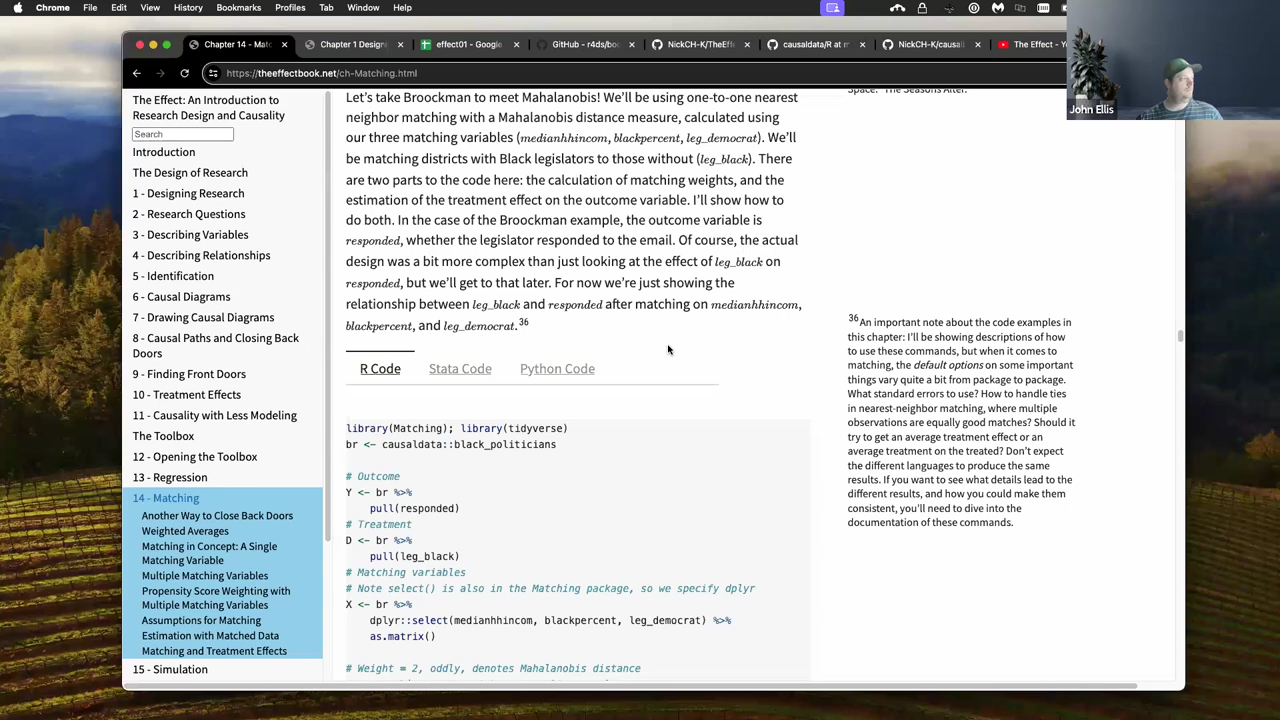 Chrome File Edit View History Bookmarks Profiles Tab Window Help
Chapter 14 - Matc
Chapter 1 Design
effect01 - Google
GitHub - r4ds/boo
NickCH-K/TheEff
causaldata/R at m
NickCH-K/causal
The Effect - Y
https://theeffectbook.net/ch-Matching.html
John Ellis
The Effect: An Introduction to
Research Design and Causality
Search
Introduction
The Design of Research
1 - Designing Research
2 - Research Questions
3 - Describing Variables
4 - Describing Relationships
5 - Identification
6 - Causal Diagrams
7 - Drawing Causal Diagrams
8 - Causal Paths and Closing Back
Doors
9 - Finding Front Doors
10 - Treatment Effects
11 - Causality with Less Modeling
The Toolbox
12 - Opening the Toolbox
13 - Regression
14 - Matching
Another Way to Close Back Doors
Weighted Averages
Matching in Concept: A Single
Matching Variable
Multiple Matching Variables
Propensity Score Weighting with
Multiple Matching Variables
Assumptions for Matching
Estimation with Matched Data
Matching and Treatment Effects
15 - Simulation
Let's take Broockman to meet Mahalanobis! We'll be using one-to-one nearest
neighbor matching with a Mahalanobis distance measure, calculated using
our three matching variables (medianhhincom, blackpercent, leg_democrat). We'll
be matching districts with Black legislators to those without (leg_black). There
are two parts to the code here: the calculation of matching weights, and the
estimation of the treatment effect on the outcome variable. I'll show how to
do both. In the case of the Broockman example, the outcome variable is
responded, whether the legislator responded to the email. Of course, the actual
design was a bit more complex than just looking at the effect of leg_black on
responded, but we'll get to that later. For now we're just showing the
relationship between leg_black and responded after matching on medianhhincom,
blackpercent, and leg_democrat.36
R Code Stata Code Python Code
library(Matching); library(tidyverse)
br <- causaldata::black_politicians
# Outcome
Y <- br %>%
pull(responded)
# Treatment
D <- br %>%
pull(leg_black)
# Matching variables
# Note select() is also in the Matching package, so we specify dplyr
X <- br %>%
dplyr::select(medianhhincom, blackpercent, leg_democrat) %>%
as.matrix()
# Weight = 2, oddly, denotes Mahalanobis distance
36 An important note about the code examples in
this chapter: I'll be showing descriptions of how
to use these commands, but when it comes to
matching, the default options on some important
things vary quite a bit from package to package.
What standard errors to use? How to handle ties
in nearest-neighbor matching, where multiple
observations are equally good matches? Should it
try to get an average treatment effect or an
average treatment on the treated? Don't expect
the different languages to produce the same
results. If you want to see what details lead to the
different results, and how you could make them
consistent, you'll need to dive into the
documentation of these commands.